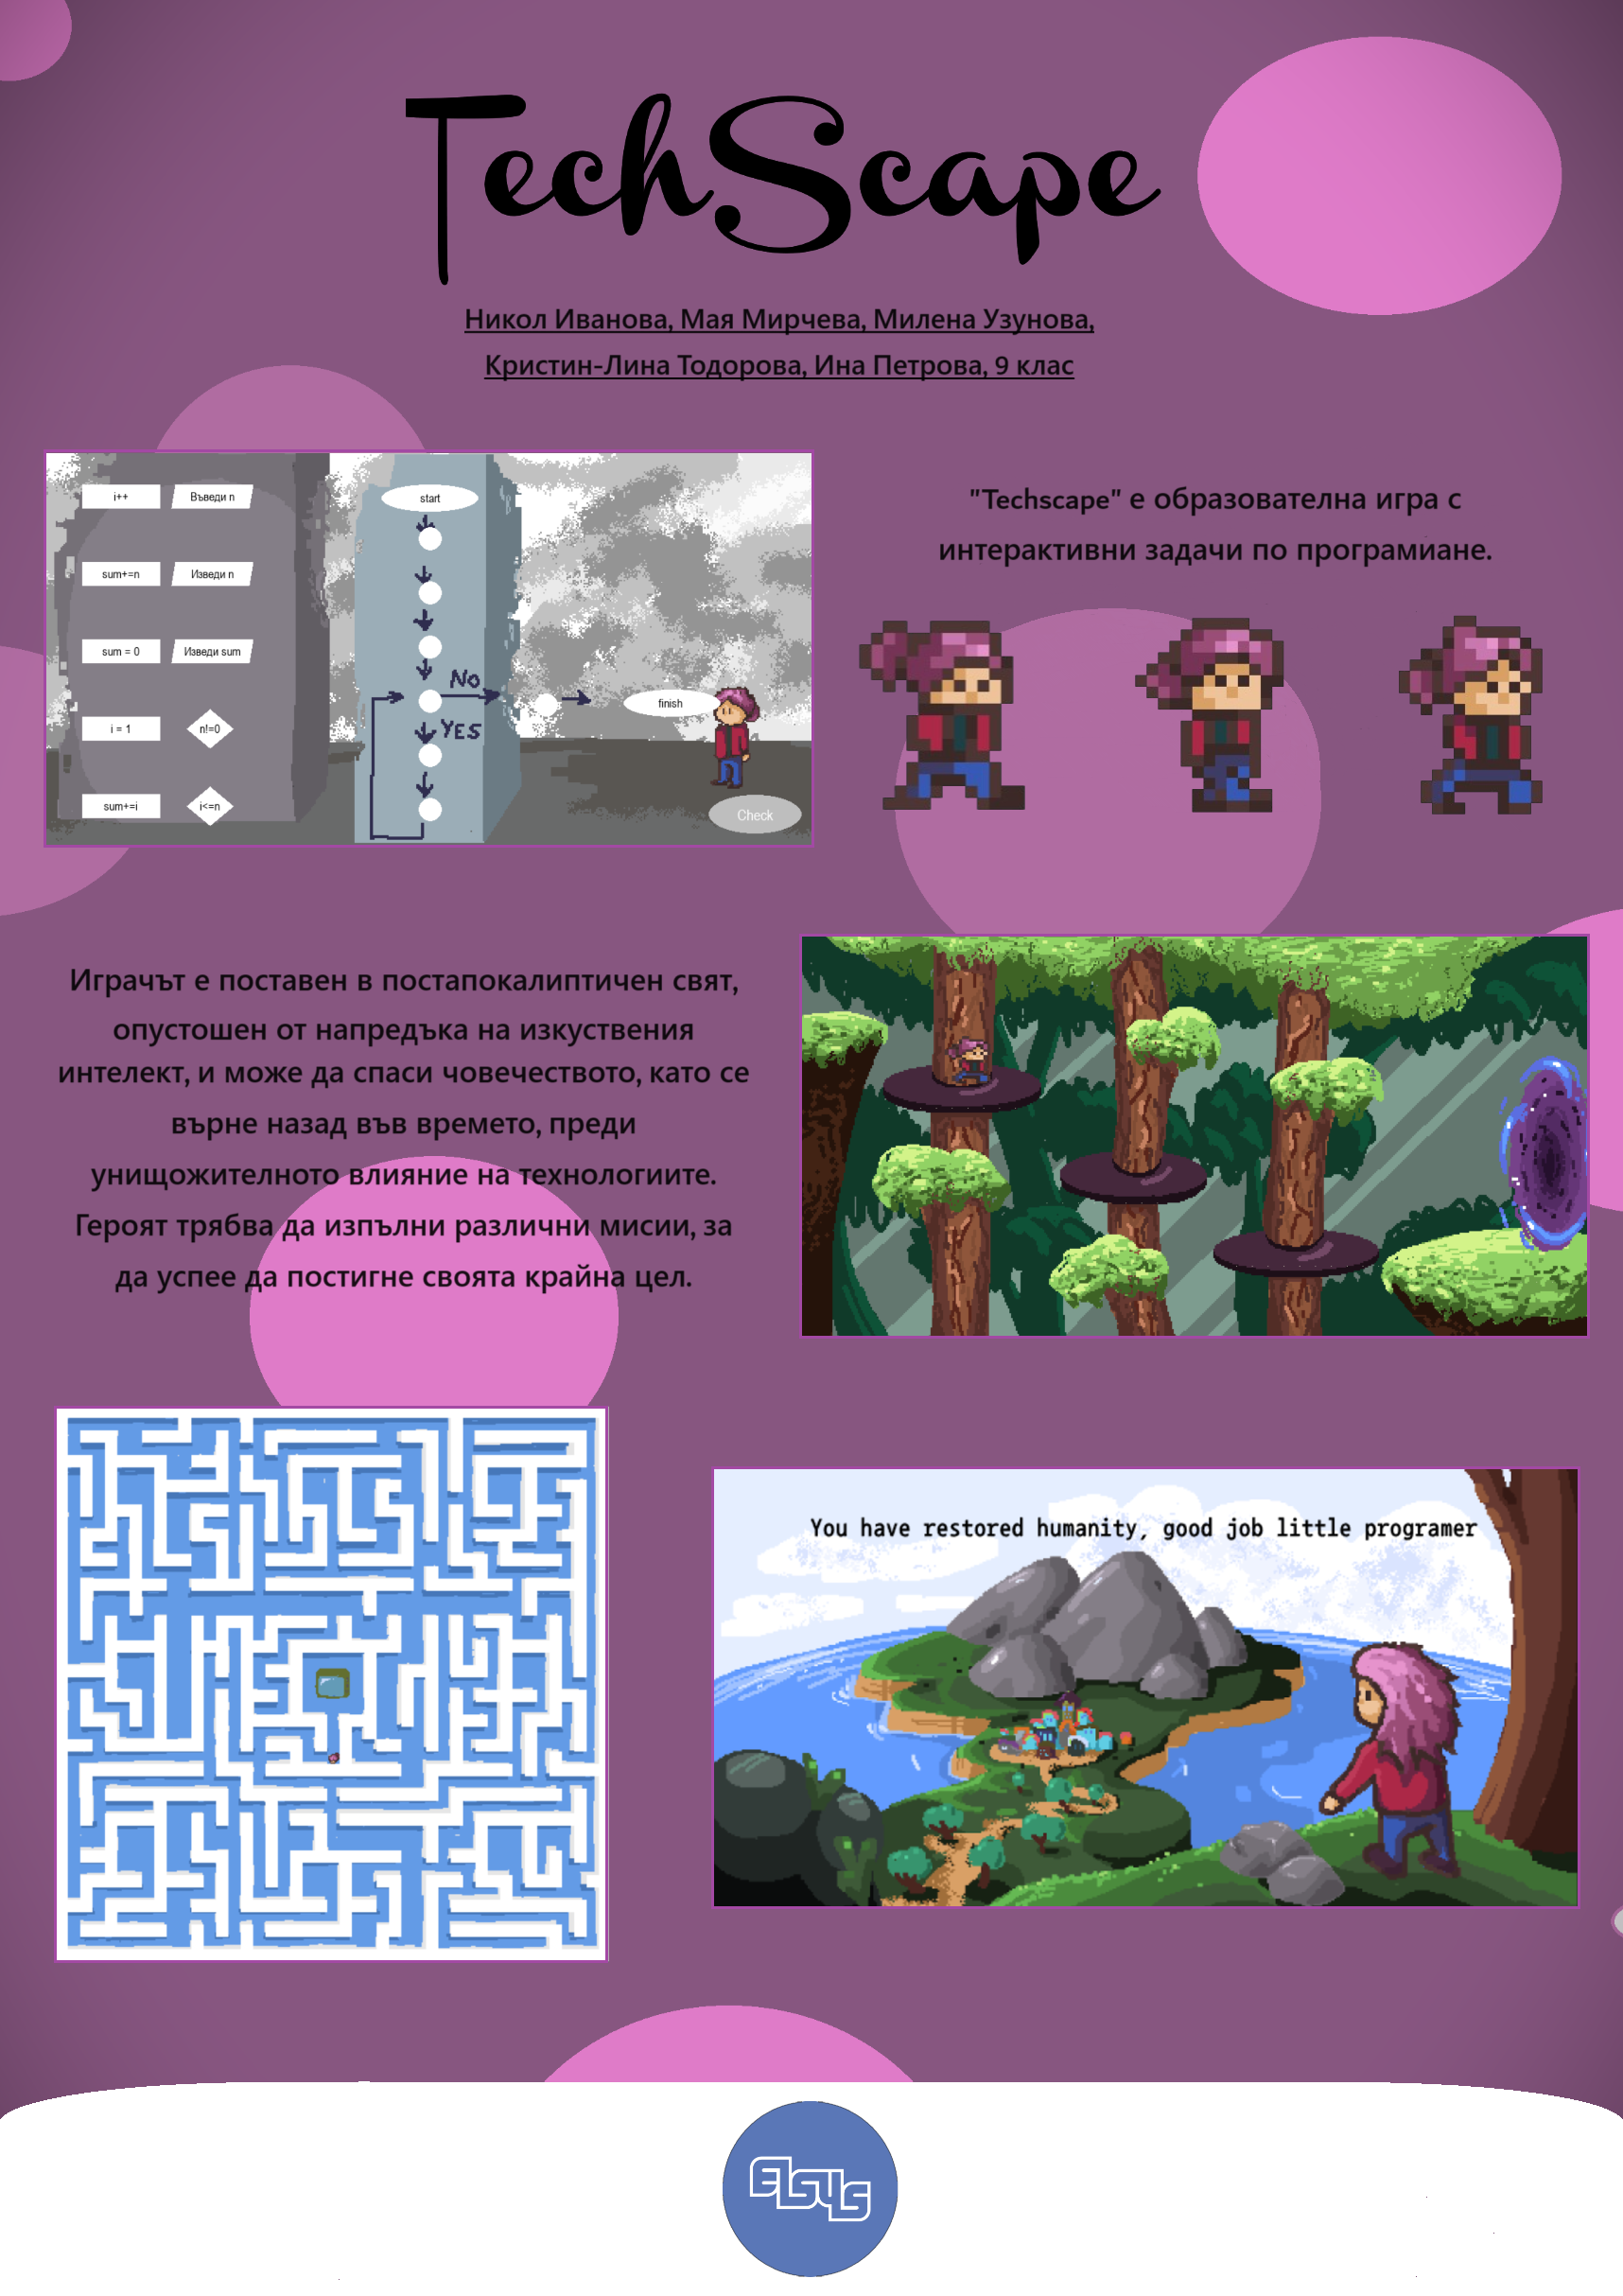 TechScape
Никол Иванова, Мая Мирчева, Милена Узунова,
Кристин-Лина Тодорова, Ина Петрова, 9 клас
i++
Въведи n
sum+=n
Изведи n
sum = 0
Изведи sum
i = 1
n!=0
sum+=i
i<=n
start
No
YES
finish
Check
"Techscape" е образователна игра с
интерактивни задачи по програмиане.
Играчът е поставен в постапокалиптичен свят,
опустошен от напредъка на изкуствения
интелект, и може да спаси човечеството, като се
върне назад във времето, преди
унищожителното влияние на технологиите.
Героят трябва да изпълни различни мисии, за
да успее да постигне своята крайна цел.
You have restored humanity, good job little programer
ELSYS